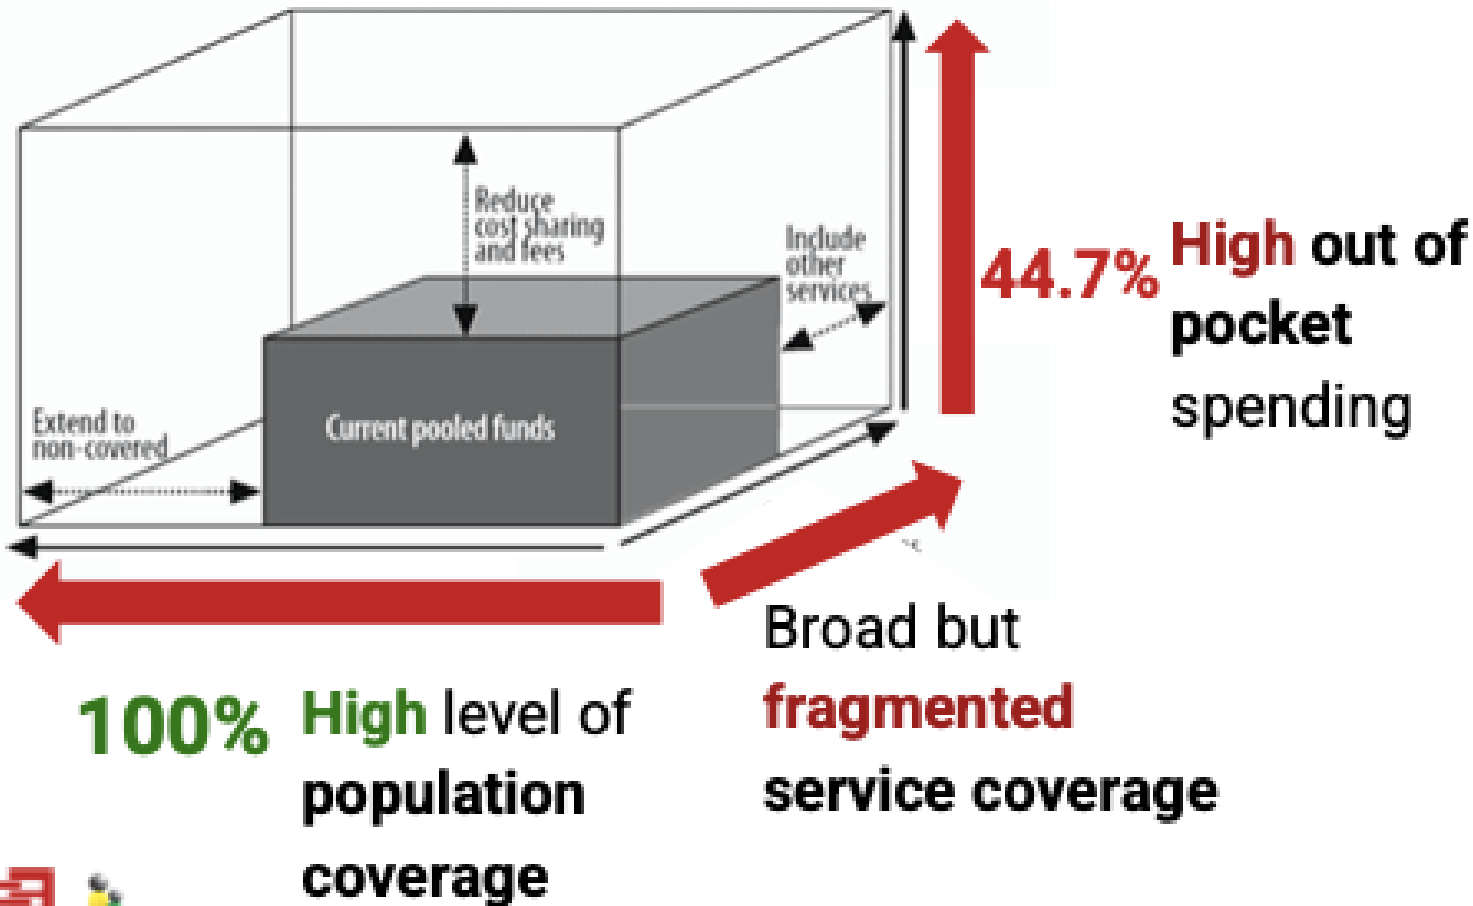 Reduce
cost sharing
and fees
Include
other
services
Extend to
non-covered
Current pooled funds
44.7%
High out of
pocket
spending
Broad but
fragmented
service coverage
100%
High level of
population
coverage